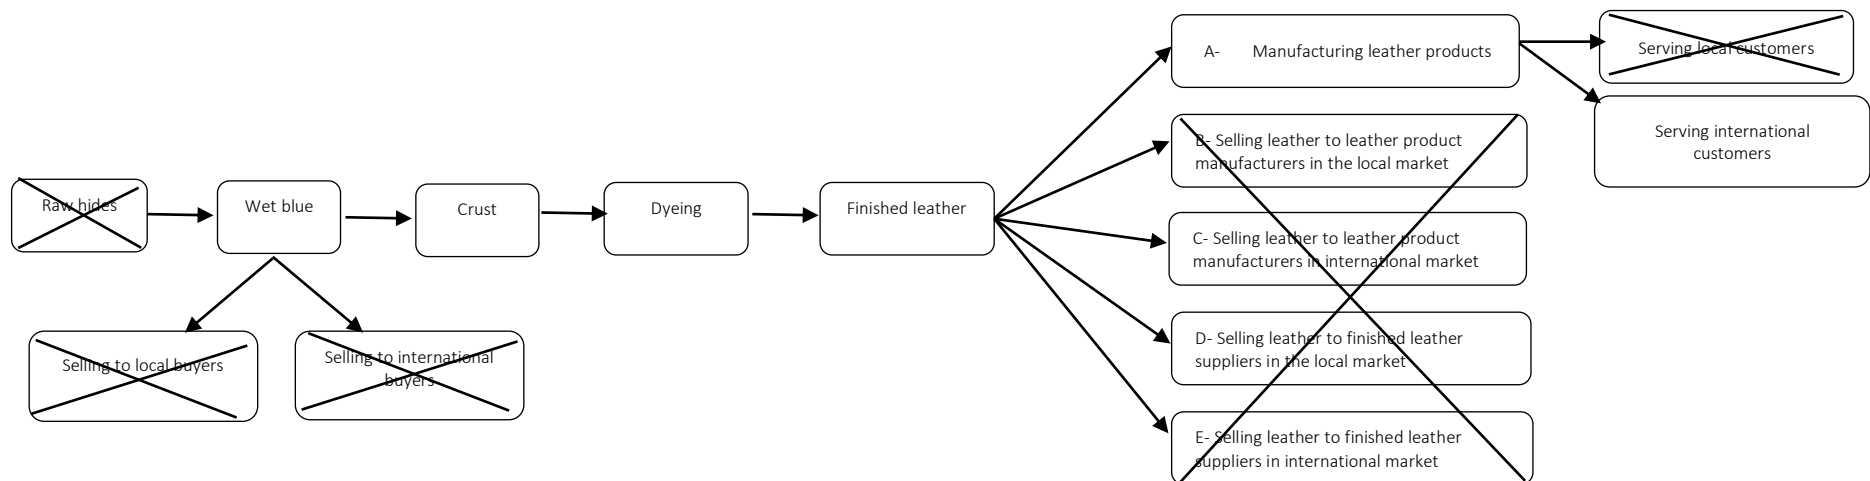 Raw hides
Wet blue
Selling to local buyers
Selling to international
buyers
Crust
Dyeing
Finished leather
A- Manufacturing leather products
B- Selling leather to leather product
manufacturers in the local market
C- Selling leather to leather product
manufacturers in international market
D- Selling leather to finished leather
suppliers in the local market
E- Selling leather to finished leather
suppliers in international market
Serving local customers
Serving international
customers